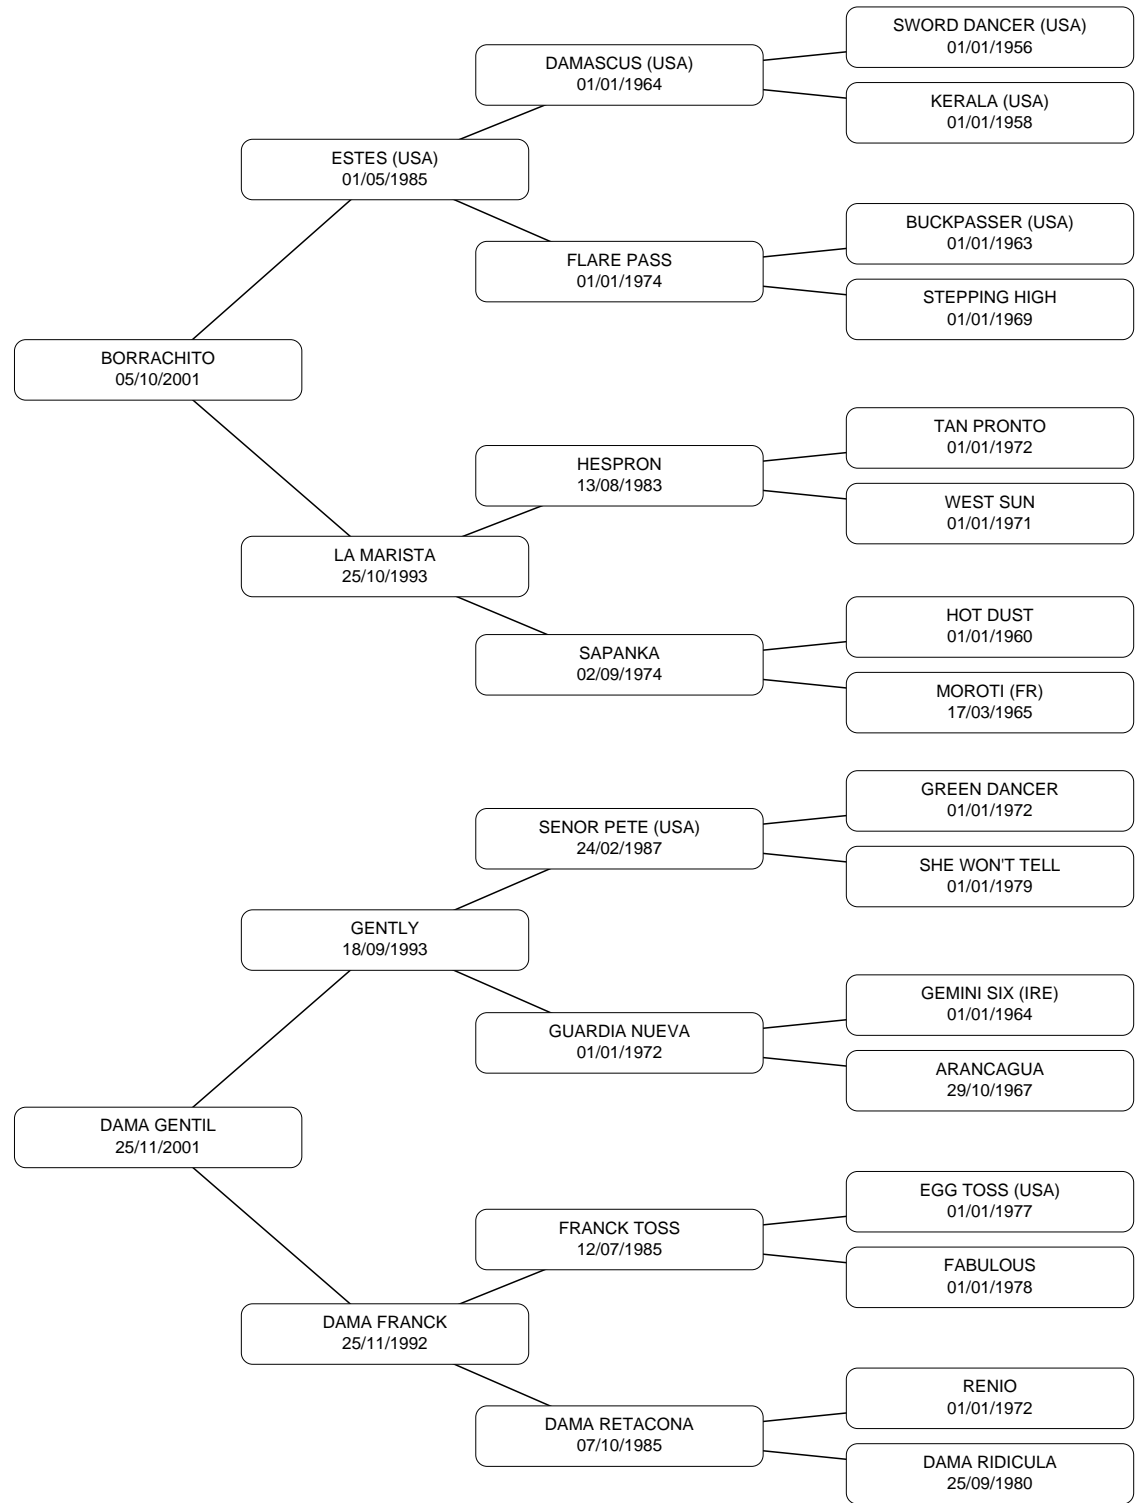 SWORD DANCER (USA)
01/01/1956
DAMASCUS (USA)
01/01/1964
KERALA (USA)
01/01/1958
ESTES (USA)
01/05/1985
BUCKPASSER (USA)
01/01/1963
FLARE PASS
01/01/1974
STEPPING HIGH
01/01/1969
BORRACHITO
05/10/2001
TAN PRONTO
01/01/1972
HESPRON
13/08/1983
WEST SUN
01/01/1971
LA MARISTA
25/10/1993
HOT DUST
01/01/1960
SAPANKA
02/09/1974
MOROTI (FR)
17/03/1965
GREEN DANCER
01/01/1972
SENOR PETE (USA)
24/02/1987
SHE WON'T TELL
01/01/1979
GENTLY
18/09/1993
GEMINI SIX (IRE)
01/01/1964
GUARDIA NUEVA
01/01/1972
ARANCAGUA
29/10/1967
DAMA GENTIL
25/11/2001
EGG TOSS (USA)
01/01/1977
FRANCK TOSS
12/07/1985
FABULOUS
01/01/1978
DAMA FRANCK
25/11/1992
RENIO
01/01/1972
DAMA RETACONA
07/10/1985
DAMA RIDICULA
25/09/1980